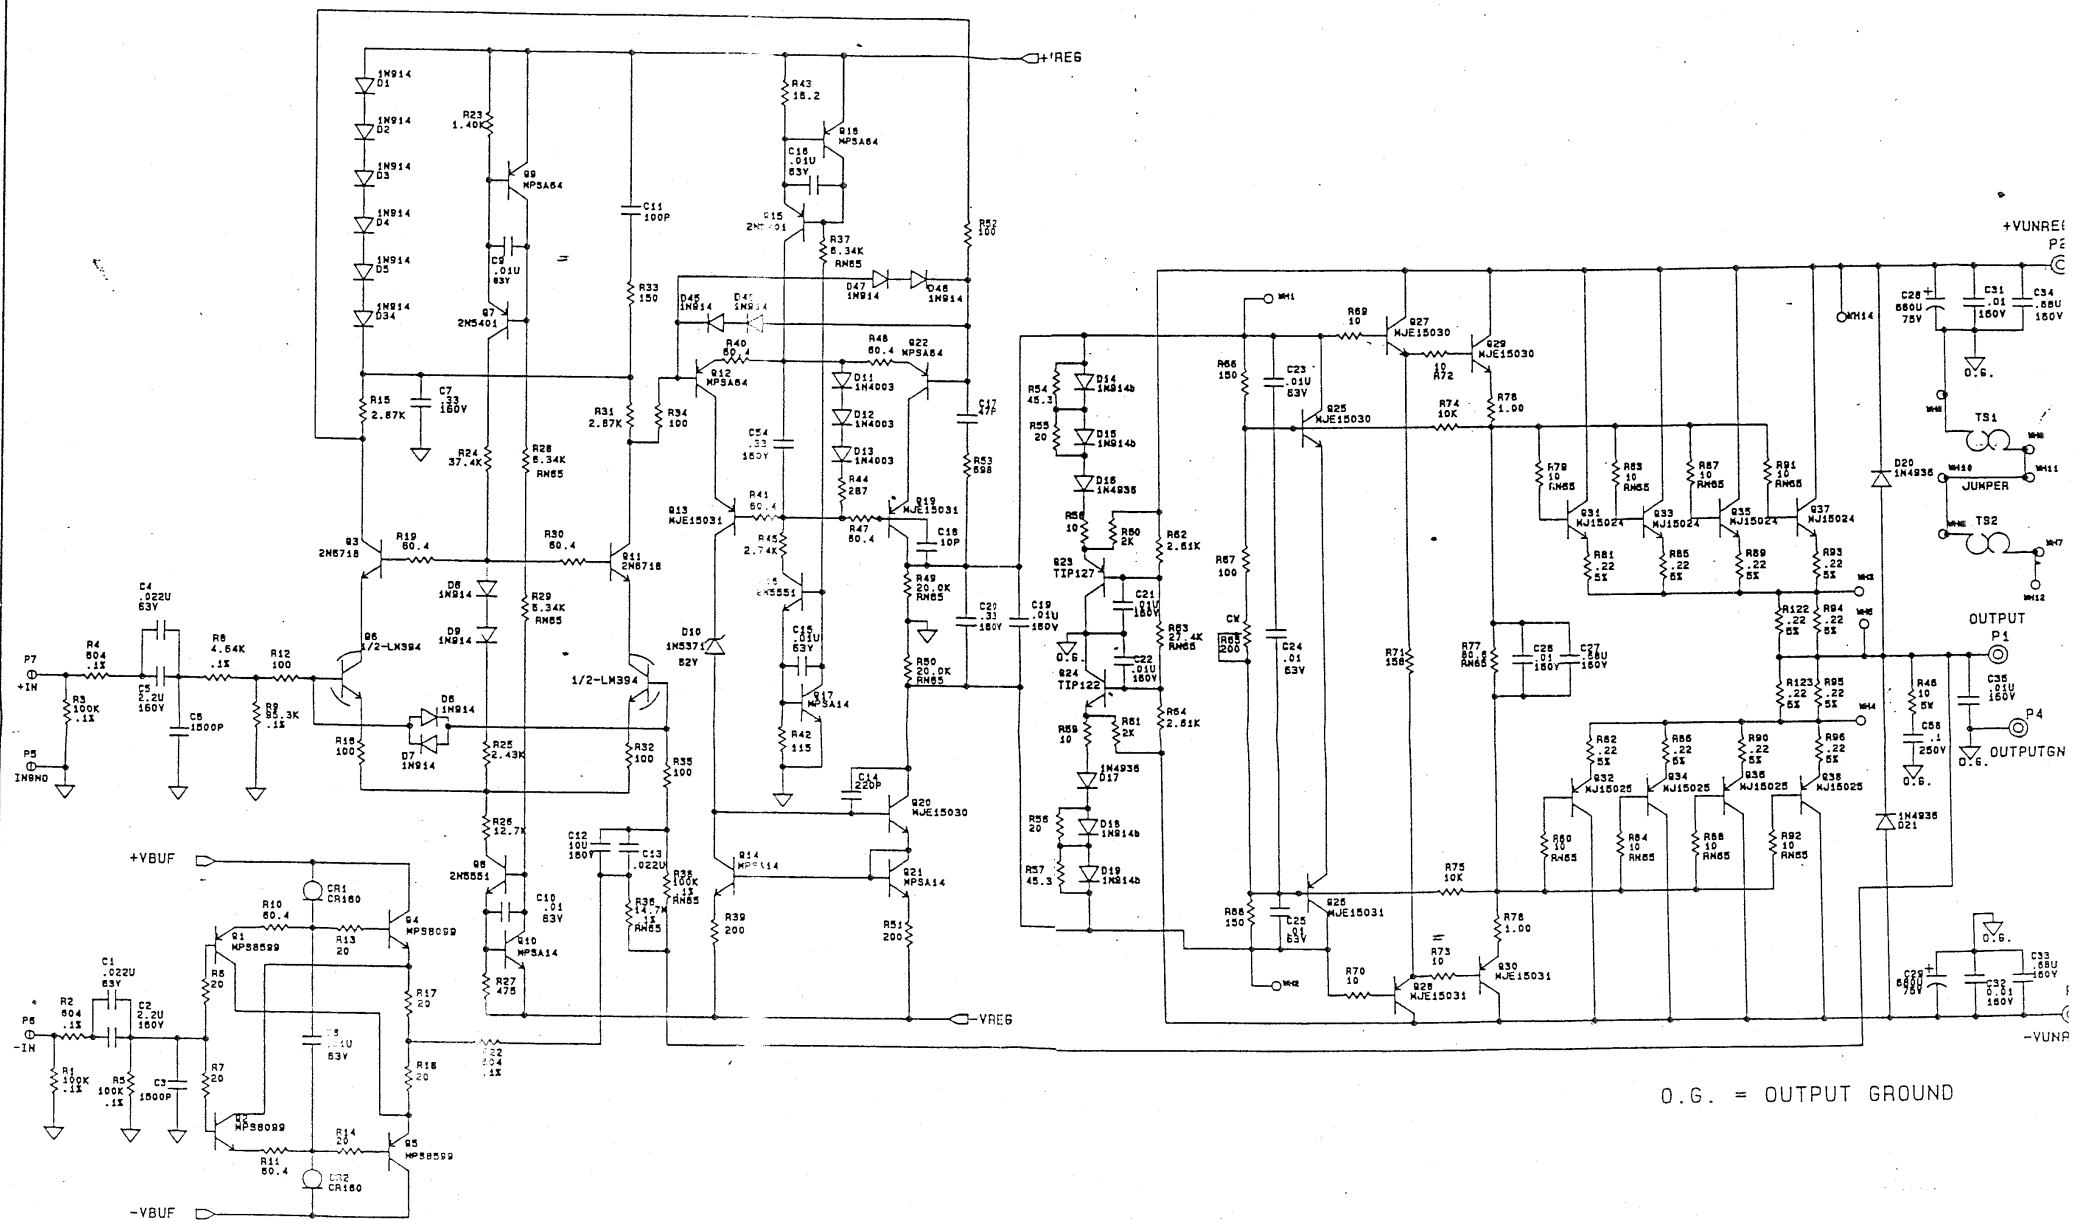 +VREG
1N914
D1
1N914
D2
1N914
D3
1N914
D4
1N914
D5
1N914
D34
R23
1.40K
Q9
MPSA64
C9
.01U
63V
Q7
2N5401
C11
100P
R33
150
R43
16.2
Q18
MPSA64
C16
.01U
63V
Q15
R37
6.34K
RN65
R52
100
D47
1N914
D48
1N914
D45
1N914
R40
60.4
Q12
MPSA64
R48
60.4
Q22
MPSA64
D11
1N4003
D12
1N4003
D13
1N4003
R44
287
C17
47P
R53
698
R15
2.87K
C7
.33
160V
R31
2.87K
R34
100
R24
37.4K
R28
6.34K
RN65
C54
.33
160V
Q13
MJE15031
R41
60.4
R47
60.4
Q19
MJE15031
C18
10P
R45
2.74K
Q3
2N6718
R19
60.4
R30
60.4
Q11
2N6718
D8
1N914
R29
6.34K
RN65
D9
1N914
C15
.01U
63V
Q17
MPSA14
R42
115
R49
20.0K
RN65
R50
20.0K
RN65
C20
.33
160V
C19
.01U
160V
D10
1N5371
62V
C4
.022U
63V
P7
+IN
R4
604
.1%
C5
2.2U
160V
R8
4.64K
.1%
R12
100
Q6
1/2-LM394
1/2-LM394
R3
100K
.1%
C6
1500P
R9
95.3K
.1%
P5
INGND
D6
1N914
D7
1N914
R16
100
R25
2.43K
R32
100
R35
100
R26
12.7K
Q8
2N5551
C10
.01
63V
Q10
MPSA14
R27
475
C12
10U
160V
C13
.022U
R36
14.7K
.1%
RN65
R38
100K
.1%
RN65
C14
220P
Q20
MJE15030
Q14
MPSA14
Q21
MPSA14
R39
200
R51
200
-VREG
+VBUF
CR1
CR160
R10
60.4
R13
20
Q4
MPS8099
Q1
MPS8599
R6
20
C1
.022U
63V
P6
-IN
R2
604
.1%
C2
2.2U
160V
R1
100K
.1%
R5
100K
.1%
C3
1500P
R7
20
63V
R17
20
R18
20
604
.1%
MPS8099
R11
60.4
R14
20
Q5
MPS8599
CR160
-VBUF
R54
45.3
D14
1N914b
R55
20
D15
1N914b
D16
1N4936
R58
10
R60
2K
R62
2.61K
Q23
TIP127
C21
.01U
160V
R63
27.4K
RN65
O.G.
C22
.01U
160V
Q24
TIP122
R64
2.61K
R59
10
R61
2K
1N4936
D17
R56
20
D18
1N914b
R57
45.3
D19
1N914b
WH1
R66
150
C23
.01U
63V
Q25
MJE15030
R69
10
Q27
MJE15030
10
R72
Q29
MJE15030
R74
10K
R78
1.00
R67
100
CW
R65
200
C24
.01
63V
R71
158
R77
60.6
RN65
C26
.01
160V
C27
.68U
160V
R68
150
C25
.01
63V
Q26
MJE15031
R75
10K
R76
1.00
WH2
R70
10
Q28
MJE15031
R73
10
Q30
MJE15031
R79
10
RN65
R83
10
RN65
R87
10
RN65
R91
10
RN65
Q31
MJ15024
Q33
MJ15024
Q35
MJ15024
Q37
MJ15024
R81
.22
5%
R85
.22
5%
R89
.22
5%
R93
.22
5%
WH3
R122
.22
5%
R94
.22
5%
WH5
R123
.22
5%
R95
.22
5%
WH4
R82
.22
5%
R86
.22
5%
R90
.22
5%
R96
.22
5%
Q32
MJ15025
Q34
MJ15025
Q36
MJ15025
Q38
MJ15025
R80
10
RN65
R84
10
RN65
R88
10
RN65
R92
10
RN65
WH14
D20
1N4936
1N4936
D21
+VUNREG
P2
C28
680U
75V
C31
.01
160V
C34
.68U
160V
O.G.
TS1
WH10
WH11
JUMPER
TS2
WH7
WH12
OUTPUT
P1
R46
10
5W
C56
.1
250V
O.G.
C35
.01U
160V
P4
OUTPUTGN
O.G.
O.G.
C29
680U
75V
C32
0.01
160V
C33
.68U
160V
-VUNR
O.G. = OUTPUT GROUND